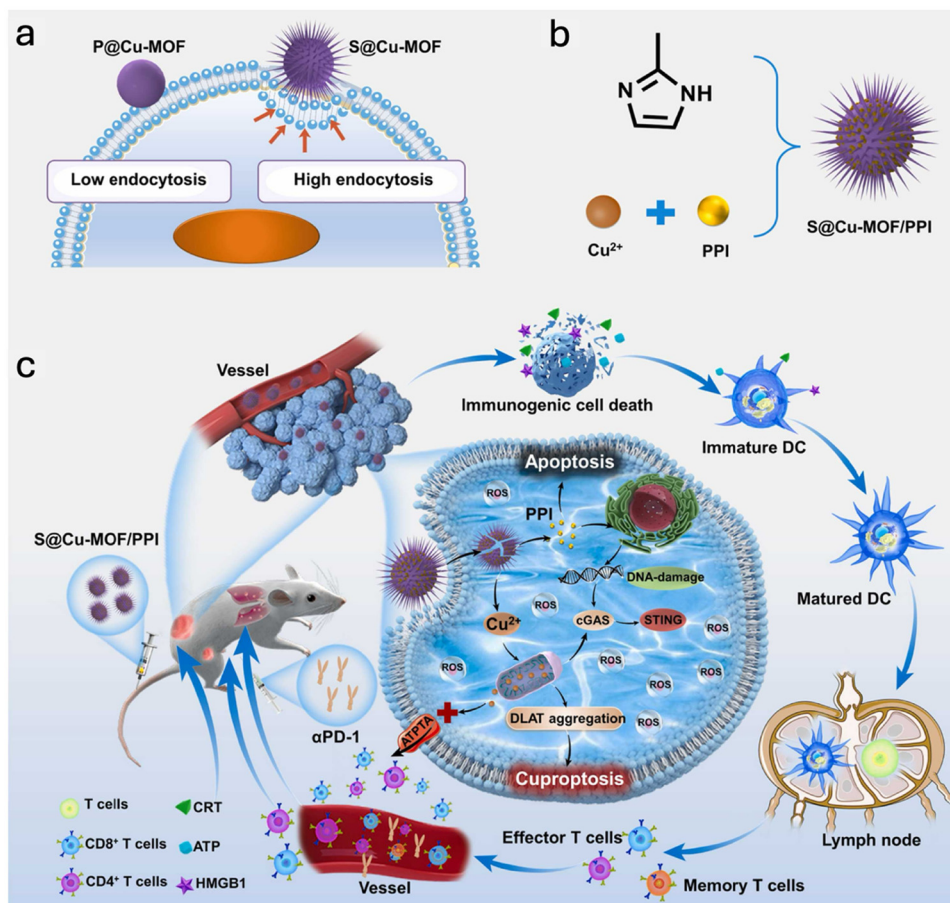 a
P@Cu-MOF
S@Cu-MOF
Low endocytosis
High endocytosis
b
N
NH
Cu²⁺
PPI
S@Cu-MOF/PPI
c
Vessel
Immunogenic cell death
Immature DC
Matured DC
Lymph node
S@Cu-MOF/PPI
αPD-1
Apoptosis
ROS
PPI
DNA-damage
Cu²⁺
ROS
cGAS
STING
ROS
ROS
ROS
ROS
ROS
DLAT aggregation
ROS
ATPTA
Cuproptosis
T cells
CRT
CD8⁺ T cells
ATP
CD4⁺ T cells
HMGB1
Vessel
Effector T cells
Memory T cells